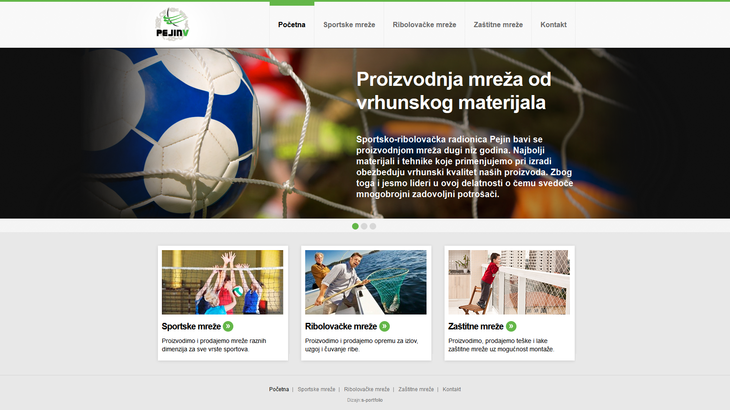 PEJINV
Početna
Sportske mreže
Ribolovačke mreže
Zaštitne mreže
Kontakt
Proizvodnja mreža od
vrhunskog materijala
Sportsko-ribolovačka radionica Pejin bavi se
proizvodnjom mreža dugi niz godina. Najbolji
materijali i tehnike koje primenjujemo pri izradi
obezbeđuju vrhunski kvalitet naših proizvoda. Zbog
toga i jesmo lideri u ovoj delatnosti o čemu svedoče
mnogobrojni zadovoljni potrošači.
Sportske mreže »
Proizvodimo i prodajemo mreže raznih
dimenzija za sve vrste sportova.
Ribolovačke mreže »
Proizvodimo i prodajemo opremu za izlov,
uzgoj i čuvanje ribe.
Zaštitne mreže »
Proizvodimo, prodajemo teške i lake
zaštitne mreže uz mogućnost montaže.
Početna | Sportske mreže | Ribolovačke mreže | Zaštitne mreže | Kontakt
Dizajn s-portfolio